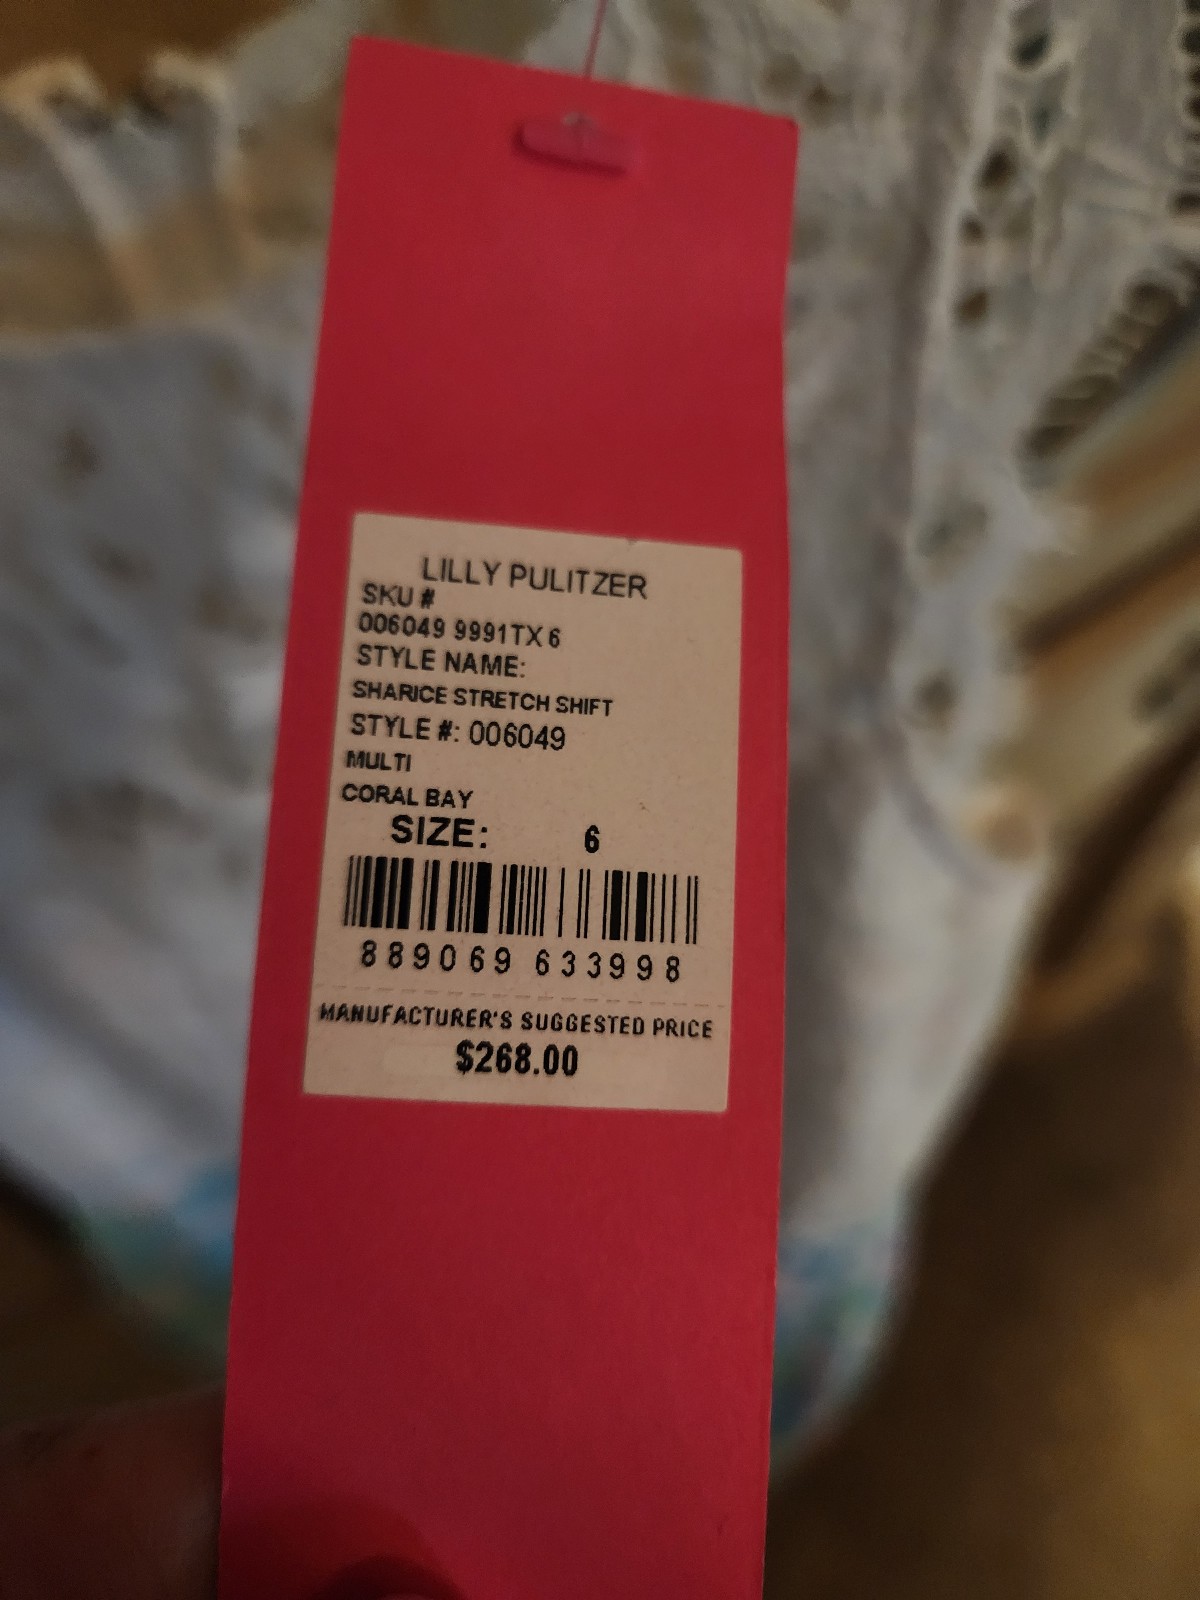 LILLY PULITZER
SKU #
006049 9991TX 6
STYLE NAME:
SHARICE STRETCH SHIFT
STYLE #: 006049
MULTI
CORAL BAY
SIZE: 6
889069 633998
MANUFACTURER'S SUGGESTED PRICE
$268.00